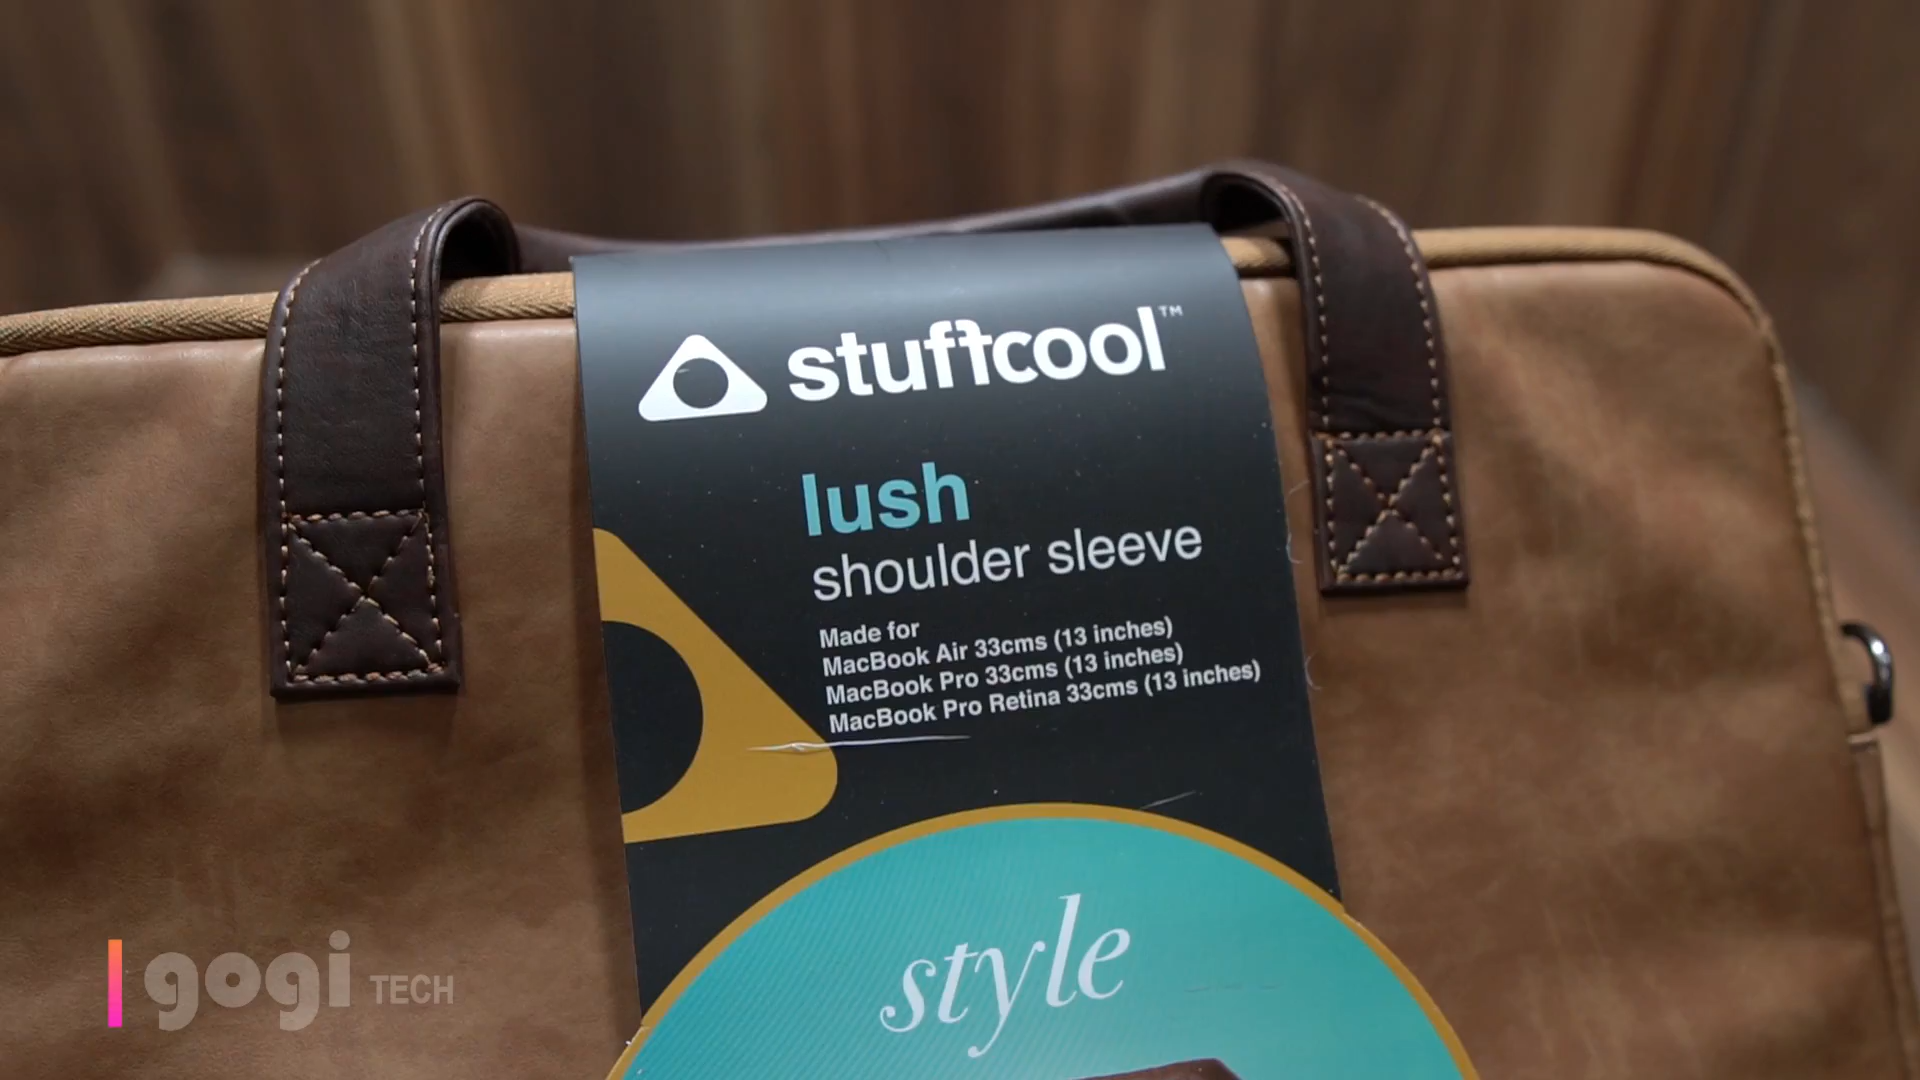 stuffcool™
lush
shoulder sleeve
Made for
MacBook Air 33cms (13 inches)
MacBook Pro 33cms (13 inches)
MacBook Pro Retina 33cms (13 inches)
style
gogi TECH